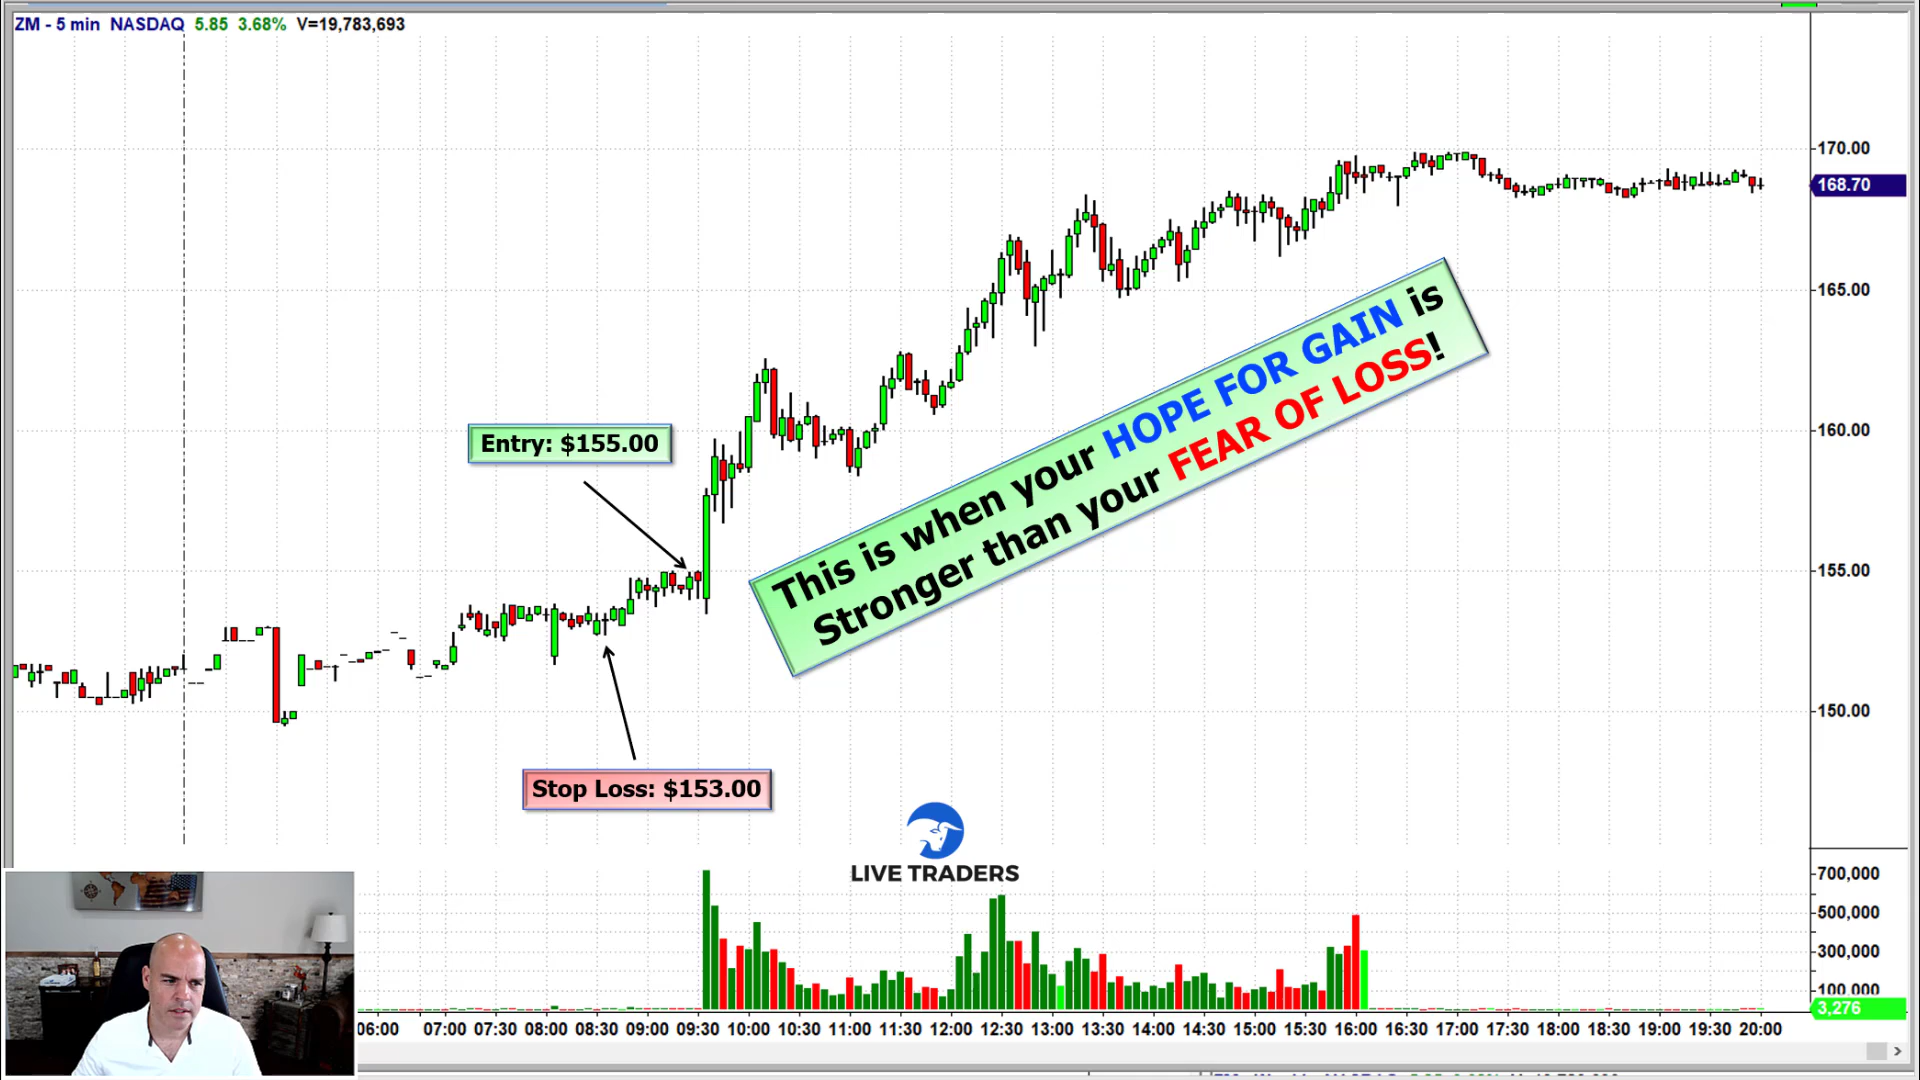 ZM - 5 min NASDAQ 5.85 3.68% V=19,783,693
170.00
168.70
165.00
160.00
155.00
150.00
Entry: $155.00
This is when your HOPE FOR GAIN is
Stronger than your FEAR OF LOSS!
Stop Loss: $153.00
LIVE TRADERS
700,000
500,000
300,000
100,000
3,276
06:00 07:00 07:30 08:00 08:30 09:00 09:30 10:00 10:30 11:00 11:30 12:00 12:30 13:00 13:30 14:00 14:30 15:00 15:30 16:00 16:30 17:00 17:30 18:00 18:30 19:00 19:30 20:00